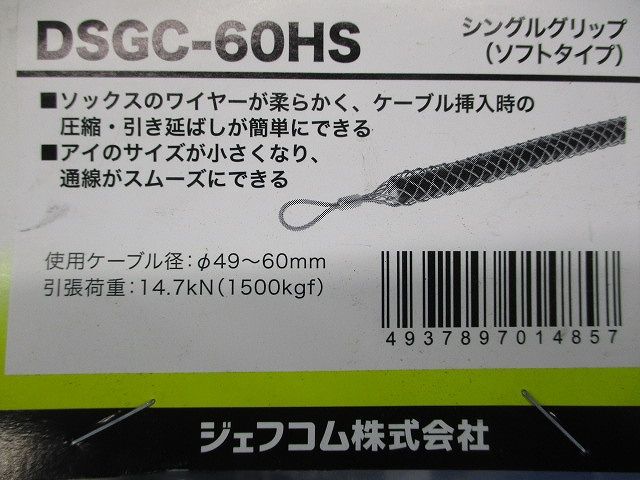 DSGC-60HS
シングルグリップ
（ソフトタイプ）
■ソックスのワイヤーが柔らかく、ケーブル挿入時の
圧縮・引き延ばしが簡単にできる
■アイのサイズが小さくなり、
通線がスムーズにできる
使用ケーブル径：φ49〜60mm
引張荷重：14.7kN（1500kgf）
4937897014857
ジェフコム株式会社